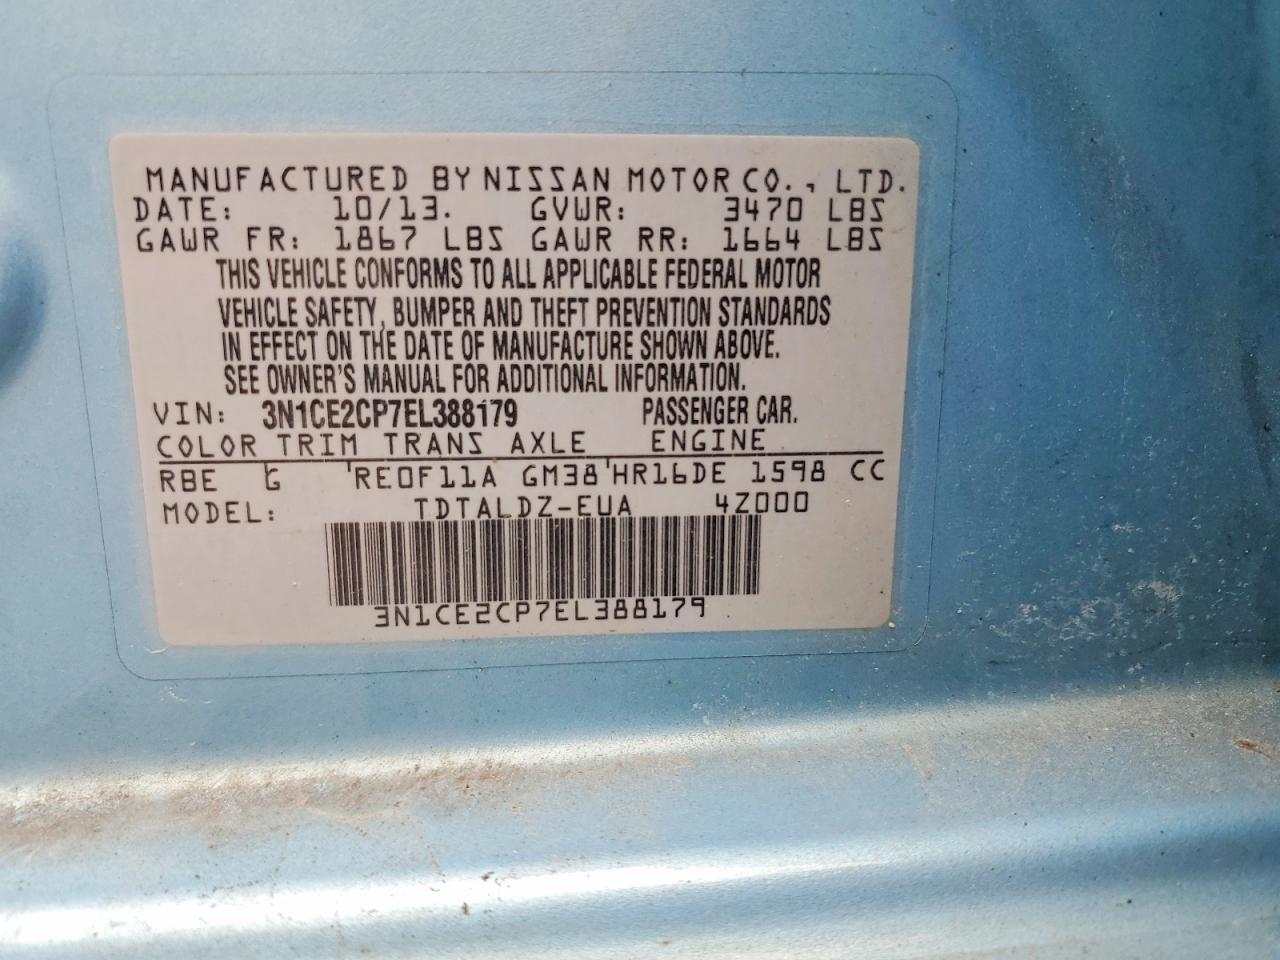 MANUFACTURED BY NISSAN MOTOR CO., LTD.
DATE: 10/13. GVWR: 3470 LBS
GAWR FR: 1867 LBS GAWR RR: 1664 LBS
THIS VEHICLE CONFORMS TO ALL APPLICABLE FEDERAL MOTOR
VEHICLE SAFETY, BUMPER AND THEFT PREVENTION STANDARDS
IN EFFECT ON THE DATE OF MANUFACTURE SHOWN ABOVE.
SEE OWNER'S MANUAL FOR ADDITIONAL INFORMATION.
VIN: 3N1CE2CP7EL388179 PASSENGER CAR.
COLOR TRIM TRANS AXLE ENGINE
RBE G 'RE0F11A GM38'HR16DE 1598 CC
MODEL: TDTALDZ-EUA 4Z000
3N1CE2CP7EL388179